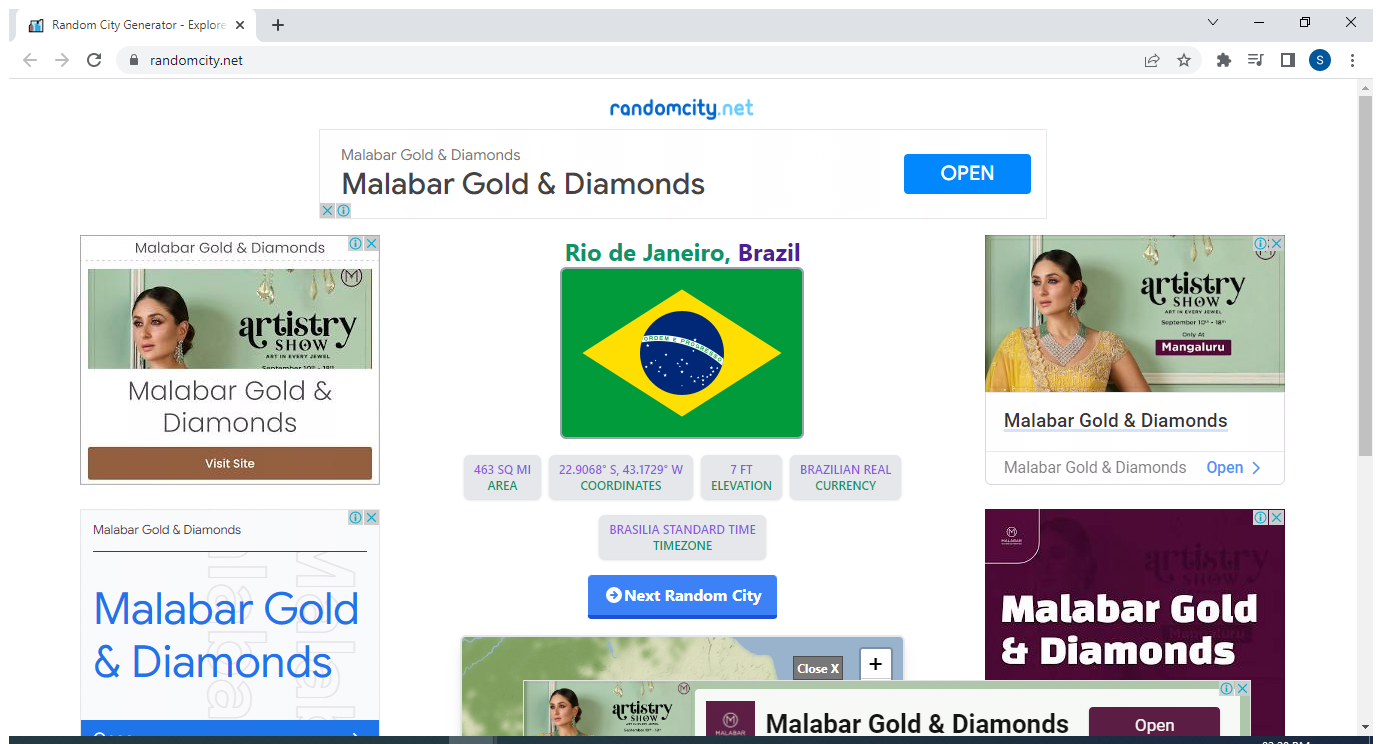 Random City Generator - Explore
randomcity.net
S
randomcity.net
Malabar Gold & Diamonds
Malabar Gold & Diamonds
OPEN
Malabar Gold & Diamonds
artistry
SHOW
ART IN EVERY JEWEL
September 10th - 18th
Malabar Gold &
Diamonds
Visit Site
Malabar Gold & Diamonds
Malabar Gold
& Diamonds
Rio de Janeiro, Brazil
ORDEM E PROGRESSO
463 SQ MI
AREA
22.9068° S, 43.1729° W
COORDINATES
7 FT
ELEVATION
BRAZILIAN REAL
CURRENCY
BRASILIA STANDARD TIME
TIMEZONE
Next Random City
Close X
+
artistry
SHOW
ART IN EVERY JEWEL
September 10th - 18th
Only At
Mangaluru
Malabar Gold & Diamonds
Malabar Gold & Diamonds
Open
MALABAR
artistry
SHOW
Malabar Gold
& Diamonds
artistry
SHOW
MALABAR
Malabar Gold & Diamonds
Open